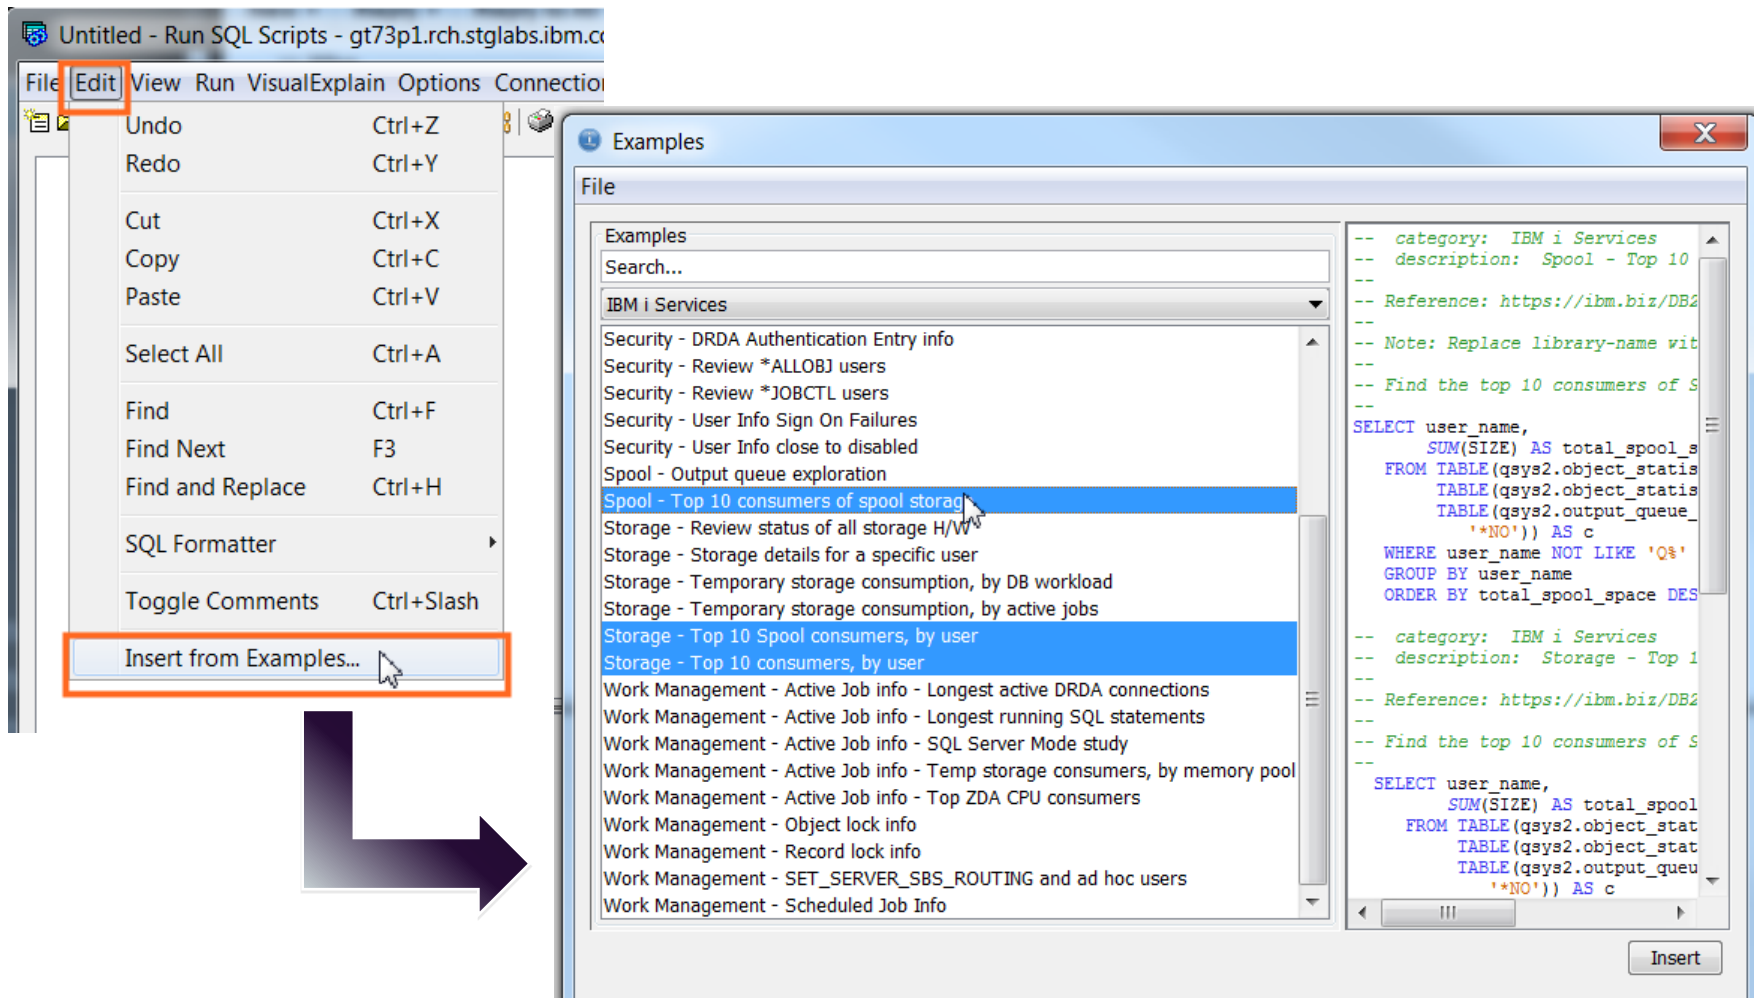 Untitled - Run SQL Scripts - gt73p1.rch.stglabs.ibm.co
File Edit View Run VisualExplain Options Connection
Undo Ctrl+Z
Redo Ctrl+Y
Cut Ctrl+X
Copy Ctrl+C
Paste Ctrl+V
Select All Ctrl+A
Find Ctrl+F
Find Next F3
Find and Replace Ctrl+H
SQL Formatter
Toggle Comments Ctrl+Slash
Insert from Examples...
Examples
File
Examples
Search...
IBM i Services
Security - DRDA Authentication Entry info
Security - Review *ALLOBJ users
Security - Review *JOBCTL users
Security - User Info Sign On Failures
Security - User Info close to disabled
Spool - Output queue exploration
Spool - Top 10 consumers of spool storage
Storage - Review status of all storage H/W
Storage - Storage details for a specific user
Storage - Temporary storage consumption, by DB workload
Storage - Temporary storage consumption, by active jobs
Storage - Top 10 Spool consumers, by user
Storage - Top 10 consumers, by user
Work Management - Active Job info - Longest active DRDA connections
Work Management - Active Job info - Longest running SQL statements
Work Management - Active Job info - SQL Server Mode study
Work Management - Active Job info - Temp storage consumers, by memory pool
Work Management - Active Job info - Top ZDA CPU consumers
Work Management - Object lock info
Work Management - Record lock info
Work Management - SET_SERVER_SBS_ROUTING and ad hoc users
Work Management - Scheduled Job Info
-- category: IBM i Services
-- description: Spool - Top 10
--
-- Reference: https://ibm.biz/DB2
--
-- Note: Replace library-name wit
--
-- Find the top 10 consumers of S
--
SELECT user_name,
SUM(SIZE) AS total_spool_s
FROM TABLE(qsys2.object_statis
TABLE(qsys2.object_statis
TABLE(qsys2.output_queue_
'*NO')) AS c
WHERE user_name NOT LIKE 'Q%'
GROUP BY user_name
ORDER BY total_spool_space DES
-- category: IBM i Services
-- description: Storage - Top 1
--
-- Reference: https://ibm.biz/DB2
--
-- Find the top 10 consumers of S
--
SELECT user_name,
SUM(SIZE) AS total_spool
FROM TABLE(qsys2.object_stat
TABLE(qsys2.object_stat
TABLE(qsys2.output_queu
'*NO')) AS c
Insert